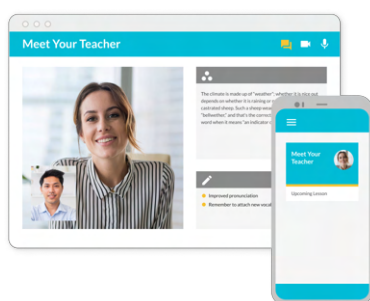 Meet Your Teacher
The climate is made up of "weather", whether it is nice out
depends on whether it is raining or
castrated sheep. Such a sheep wea
"bellwether," and that's the correc
word when it means "an indicator
Improved pronunciation
Remember to attach new vocab
Meet Your
Teacher
Upcoming Lesson